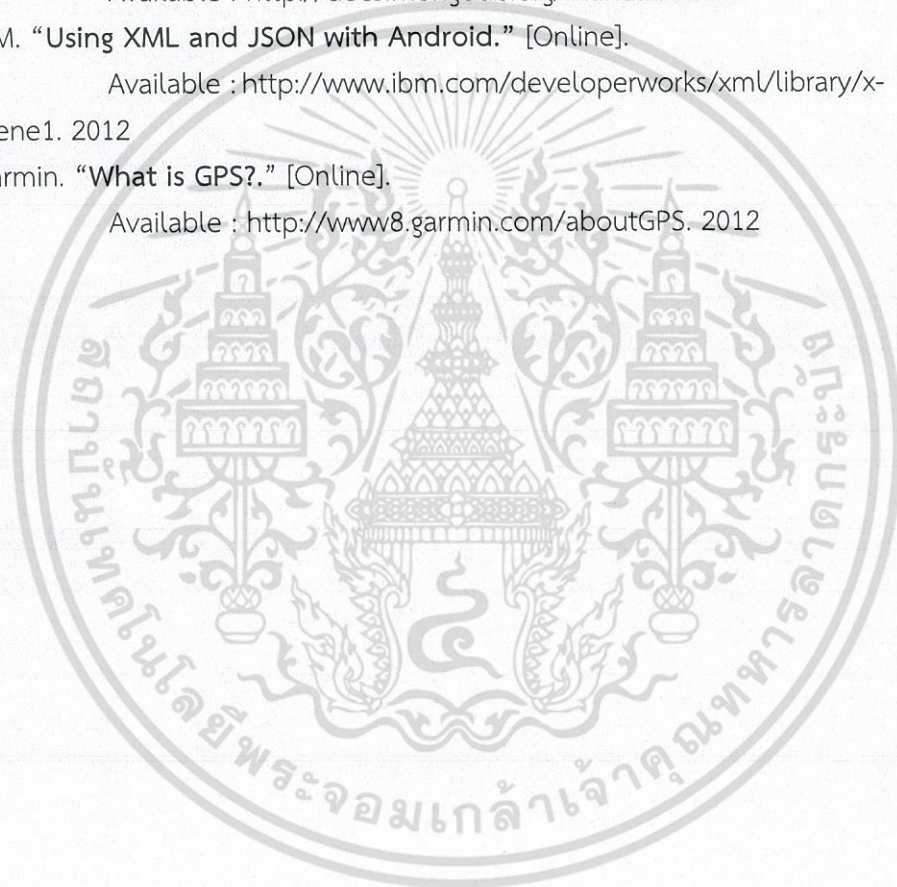 M. “Using XML and JSON with Android.” [Online].
Available : http://www.ibm.com/developerworks/xml/library/x-
ene1. 2012
armin. “What is GPS?.” [Online].
Available : http://www8.garmin.com/aboutGPS. 2012
สถาบันเทคโนโลยีพระจอมเกล้าเจ้าคุณทหารลาดกระบัง
๔